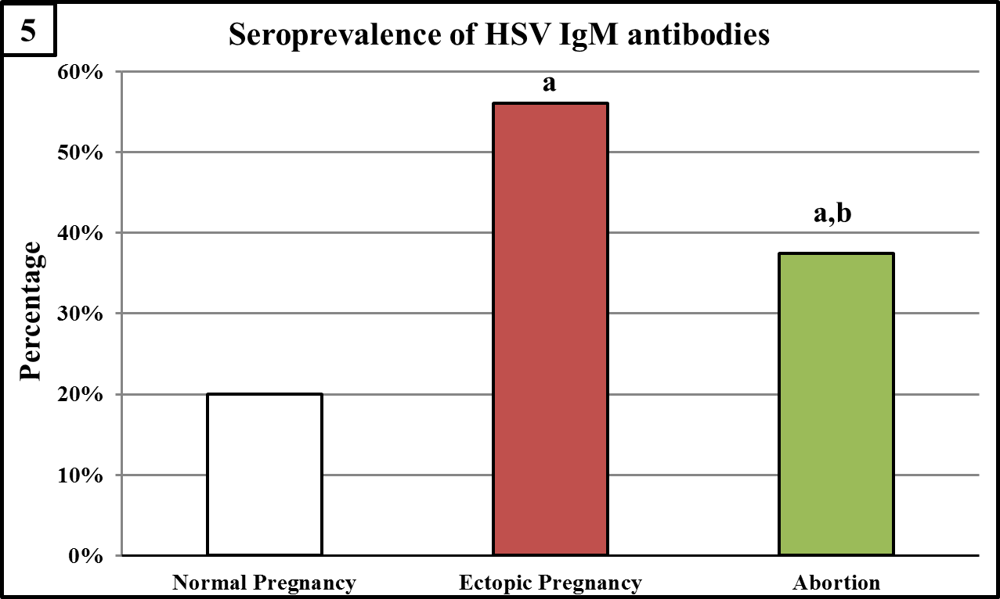 5
Seroprevalence of HSV IgM antibodies
Percentage
60%
50%
40%
30%
20%
10%
0%
a
a,b
Normal Pregnancy
Ectopic Pregnancy
Abortion